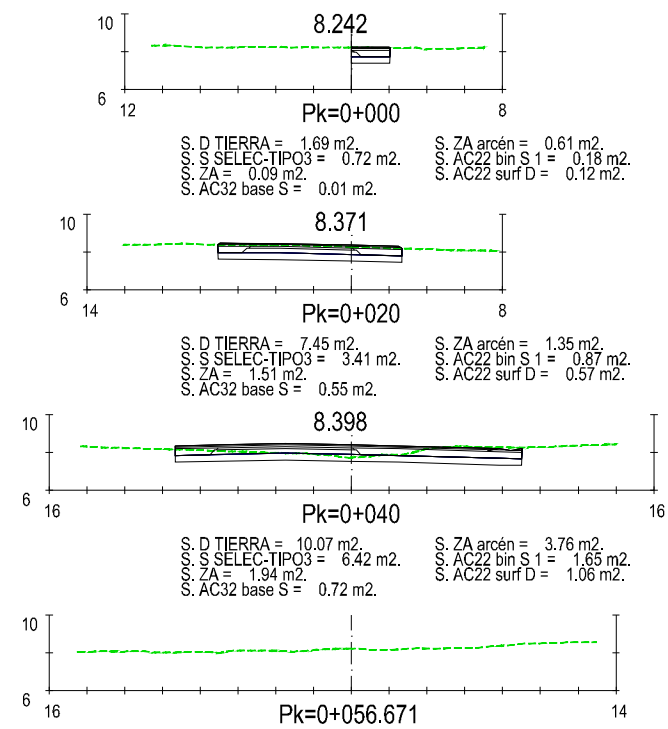 10
8.242
6
12
Pk=0+000
8
S. D TIERRA = 1.69 m2. S. ZA arcén = 0.61 m2.
S. S SELEC-TIPO3 = 0.72 m2. S. AC22 bin S 1 = 0.18 m2.
S. ZA = 0.09 m2. S. AC22 surf D = 0.12 m2.
S. AC32 base S = 0.01 m2.
10
8.371
6
14
Pk=0+020
8
S. D TIERRA = 7.45 m2. S. ZA arcén = 1.35 m2.
S. S SELEC-TIPO3 = 3.41 m2. S. AC22 bin S 1 = 0.87 m2.
S. ZA = 1.51 m2. S. AC22 surf D = 0.57 m2.
S. AC32 base S = 0.55 m2.
10
8.398
6
16
Pk=0+040
16
S. D TIERRA = 10.07 m2. S. ZA arcén = 3.76 m2.
S. S SELEC-TIPO3 = 6.42 m2. S. AC22 bin S 1 = 1.65 m2.
S. ZA = 1.94 m2. S. AC22 surf D = 1.06 m2.
S. AC32 base S = 0.72 m2.
10
6
16
Pk=0+056.671
14